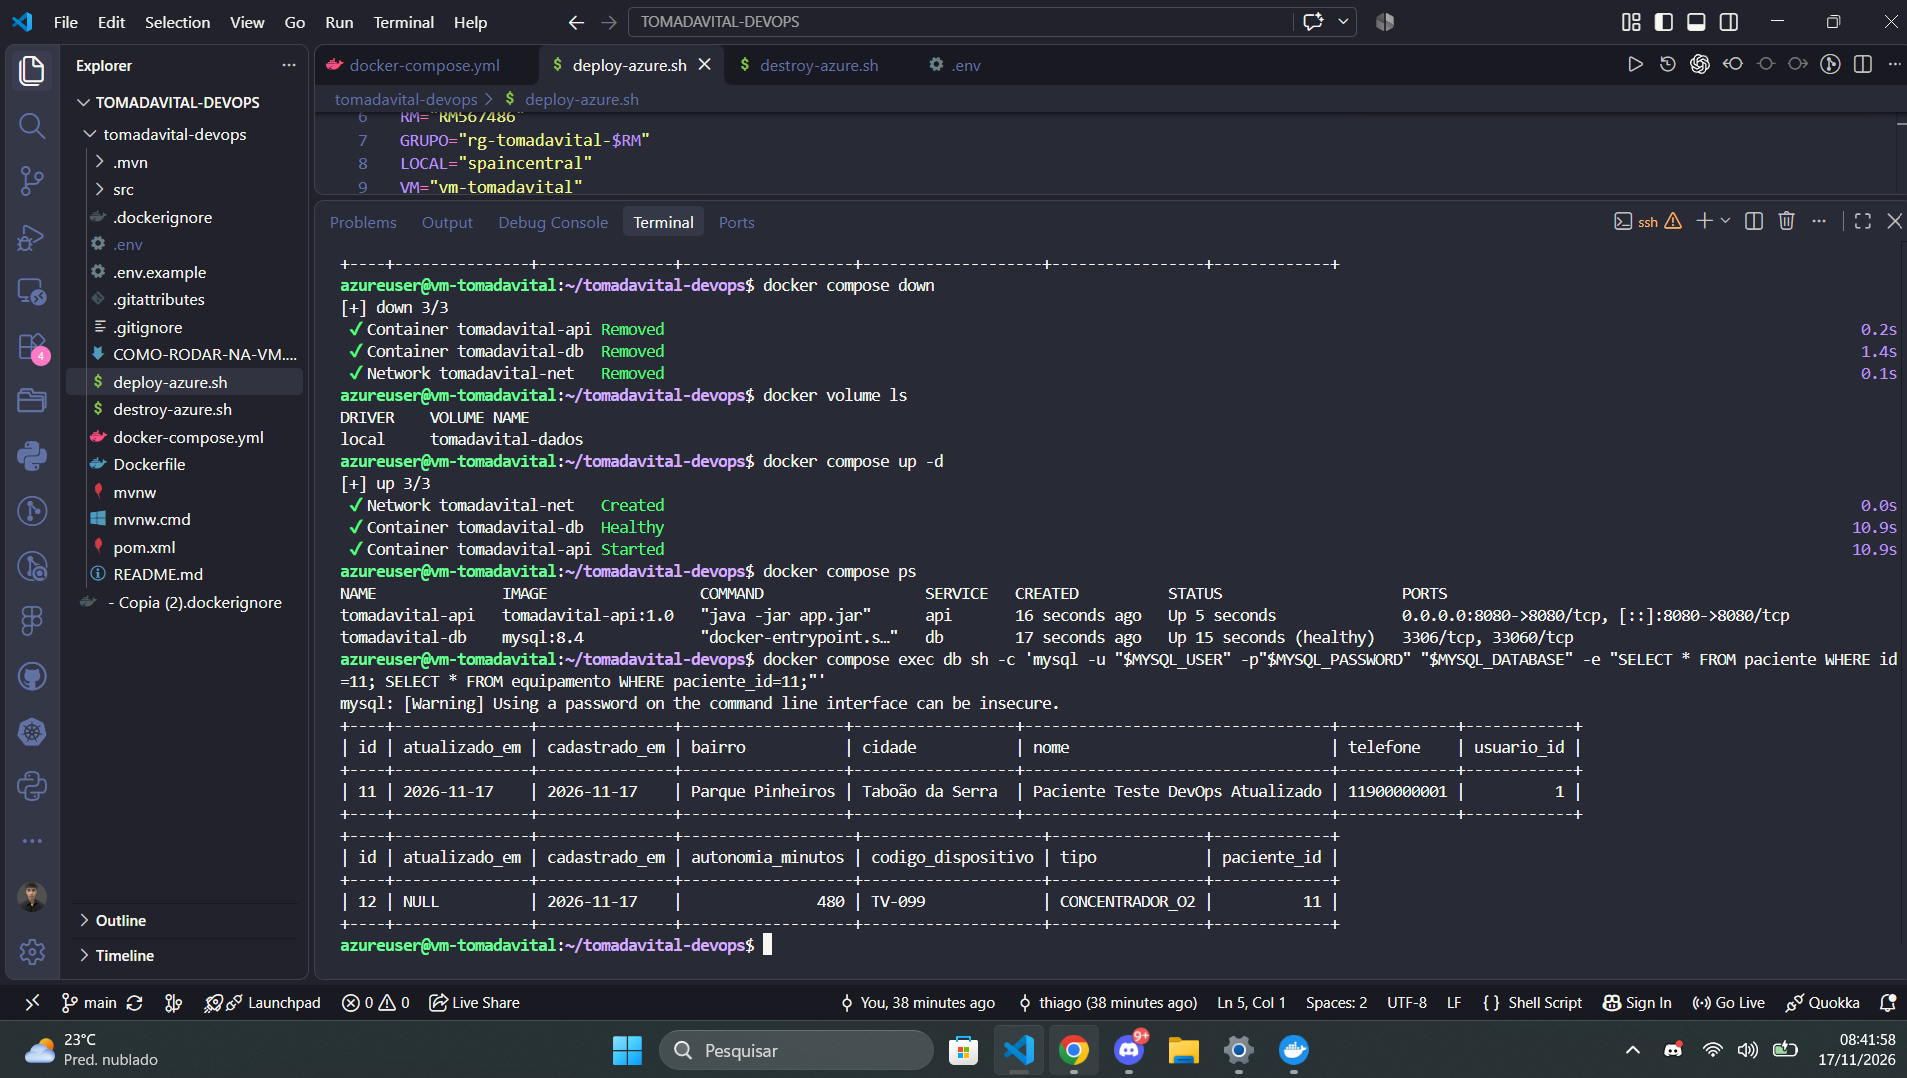 File Edit Selection View Go Run Terminal Help
TOMADAVITAL-DEVOPS
Explorer
TOMADAVITAL-DEVOPS
tomadavital-devops
.mvn
src
.dockerignore
.env
.env.example
.gitattributes
.gitignore
COMO-RODAR-NA-VM....
deploy-azure.sh
destroy-azure.sh
docker-compose.yml
Dockerfile
mvnw
mvnw.cmd
pom.xml
README.md
- Copia (2).dockerignore
Outline
Timeline
4
docker-compose.yml
deploy-azure.sh
destroy-azure.sh
.env
tomadavital-devops > $ deploy-azure.sh
6 RM="RM567486"
7 GRUPO="rg-tomadavital-$RM"
8 LOCAL="spaincentral"
9 VM="vm-tomadavital"
Problems Output Debug Console Terminal Ports
ssh
+----+---------------+---------------+-------------------+--------------------+----------------+-------------+
azureuser@vm-tomadavital:~/tomadavital-devops$ docker compose down
[+] down 3/3
✓ Container tomadavital-api Removed 0.2s
✓ Container tomadavital-db Removed 1.4s
✓ Network tomadavital-net Removed 0.1s
azureuser@vm-tomadavital:~/tomadavital-devops$ docker volume ls
DRIVER VOLUME NAME
local tomadavital-dados
azureuser@vm-tomadavital:~/tomadavital-devops$ docker compose up -d
[+] up 3/3
✓ Network tomadavital-net Created 0.0s
✓ Container tomadavital-db Healthy 10.9s
✓ Container tomadavital-api Started 10.9s
azureuser@vm-tomadavital:~/tomadavital-devops$ docker compose ps
NAME IMAGE COMMAND SERVICE CREATED STATUS PORTS
tomadavital-api tomadavital-api:1.0 "java -jar app.jar" api 16 seconds ago Up 5 seconds 0.0.0.0:8080->8080/tcp, [::]:8080->8080/tcp
tomadavital-db mysql:8.4 "docker-entrypoint.s…" db 17 seconds ago Up 15 seconds (healthy) 3306/tcp, 33060/tcp
azureuser@vm-tomadavital:~/tomadavital-devops$ docker compose exec db sh -c 'mysql -u "$MYSQL_USER" -p"$MYSQL_PASSWORD" "$MYSQL_DATABASE" -e "SELECT * FROM paciente WHERE id
=11; SELECT * FROM equipamento WHERE paciente_id=11;"'
mysql: [Warning] Using a password on the command line interface can be insecure.
+----+---------------+---------------+------------------+------------------+----------------------------------+-------------+------------+
| id | atualizado_em | cadastrado_em | bairro | cidade | nome | telefone | usuario_id |
+----+---------------+---------------+------------------+------------------+----------------------------------+-------------+------------+
| 11 | 2026-11-17 | 2026-11-17 | Parque Pinheiros | Taboão da Serra | Paciente Teste DevOps Atualizado | 11900000001 | 1 |
+----+---------------+---------------+------------------+------------------+----------------------------------+-------------+------------+
+----+---------------+---------------+-------------------+--------------------+----------------+-------------+
| id | atualizado_em | cadastrado_em | autonomia_minutos | codigo_dispositivo | tipo | paciente_id |
+----+---------------+---------------+-------------------+--------------------+----------------+-------------+
| 12 | NULL | 2026-11-17 | 480 | TV-099 | CONCENTRADOR_O2 | 11 |
+----+---------------+---------------+-------------------+--------------------+----------------+-------------+
azureuser@vm-tomadavital:~/tomadavital-devops$
main Launchpad 0 0 Live Share You, 38 minutes ago thiago (38 minutes ago) Ln 5, Col 1 Spaces: 2 UTF-8 LF { } Shell Script Sign In Go Live Quokka
23°C
Pred. nublado
Pesquisar
9+
08:41:58
17/11/2026